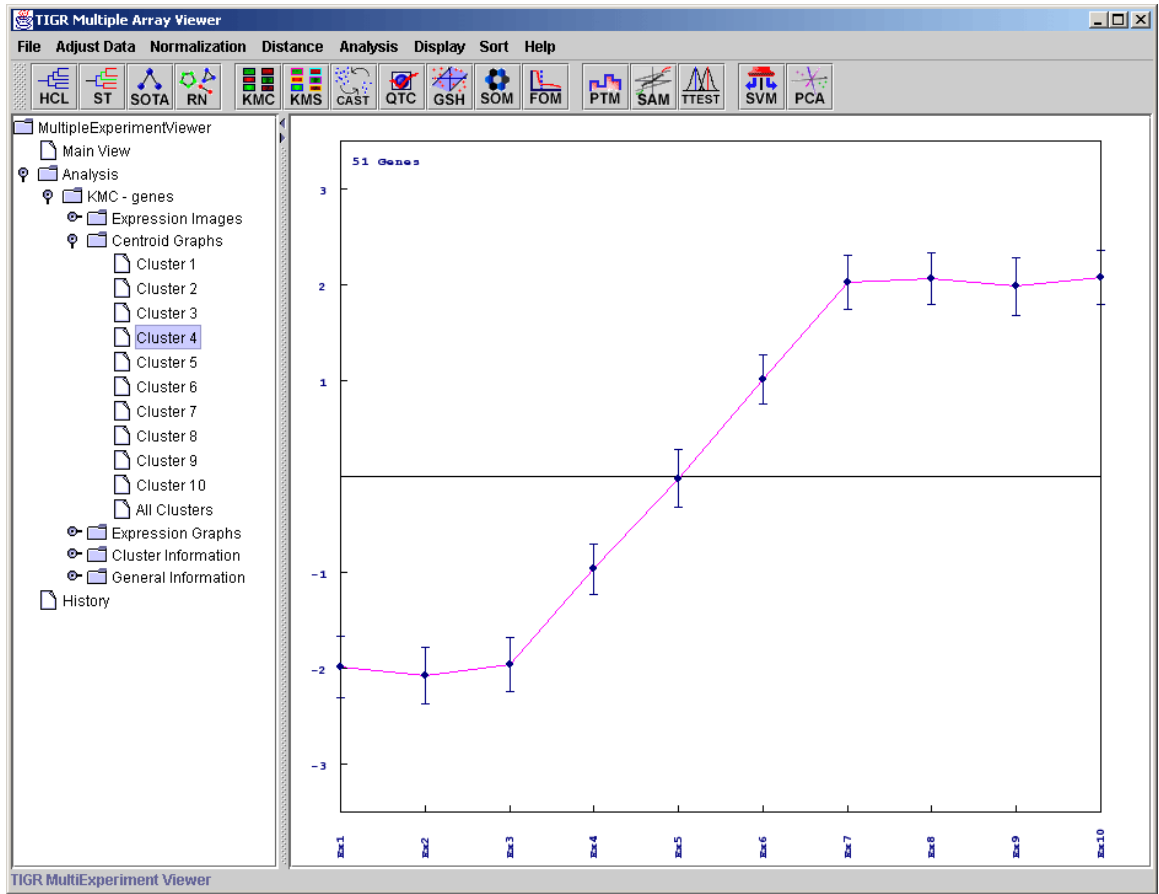 TIGR Multiple Array Viewer
File Adjust Data Normalization Distance Analysis Display Sort Help
HCL ST SOTA RN KMC KMS CAST QTC GSH SOM FOM PTM SAM TTEST SVM PCA
MultipleExperimentViewer
Main View
Analysis
KMC - genes
Expression Images
Centroid Graphs
Cluster 1
Cluster 2
Cluster 3
Cluster 4
Cluster 5
Cluster 6
Cluster 7
Cluster 8
Cluster 9
Cluster 10
All Clusters
Expression Graphs
Cluster Information
General Information
History
51 Genes
3
2
1
-1
-2
-3
Ex1 Ex2 Ex3 Ex4 Ex5 Ex6 Ex7 Ex8 Ex9 Ex10
TIGR MultiExperiment Viewer